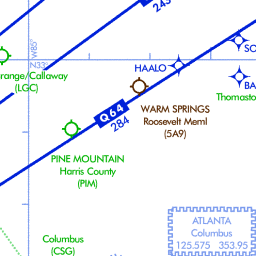 243
W85°
N33°
HAALO
SO
range/Callaway
(LGC)
BA
Thomasto
WARM SPRINGS
Roosevelt Meml
(5A9)
Q64
284
PINE MOUNTAIN
Harris County
(PIM)
ATLANTA
Columbus
125.575 353.95
Columbus
(CSG)